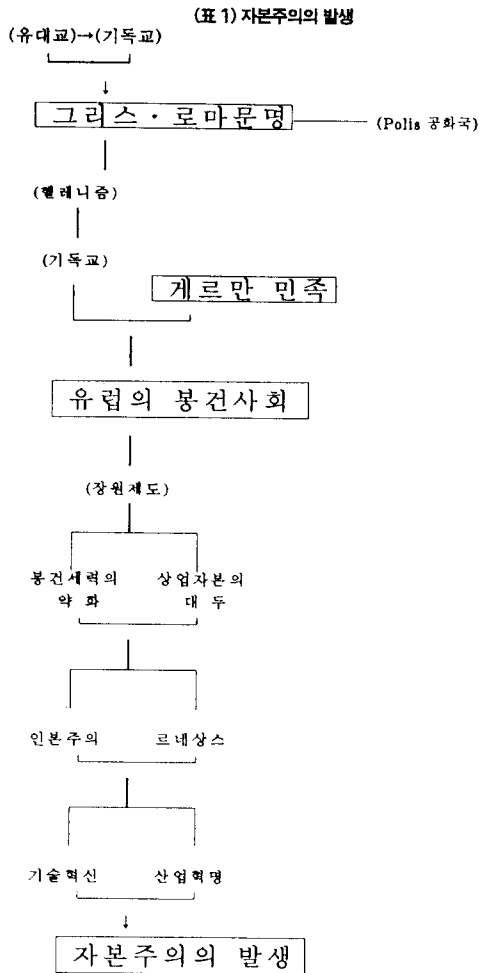 (표 1) 자본주의의 발생
(유대교)→(기독교)
그리스·로마문명
(Polis 공화국)
(헬레니즘)
(기독교)
게르만 민족
유럽의 봉건사회
(장원제도)
봉건세력의 상업자본의
약 화 대 두
인본주의 르네상스
기술혁신 산업혁명
자본주의의 발생